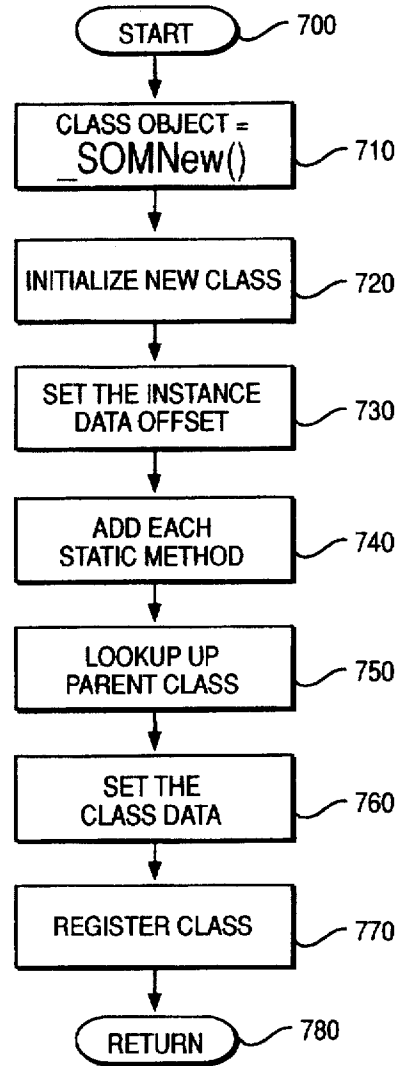 START
700
CLASS OBJECT =
_SOMNew()
710
INITIALIZE NEW CLASS
720
SET THE INSTANCE
DATA OFFSET
730
ADD EACH
STATIC METHOD
740
LOOKUP UP
PARENT CLASS
750
SET THE
CLASS DATA
760
REGISTER CLASS
770
RETURN
780